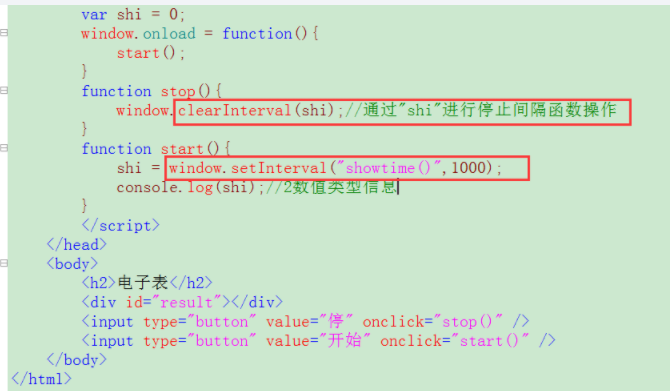 var shi = 0;
window.onload = function(){
start();
}
function stop(){
window.clearInterval(shi);//通过"shi"进行停止间隔函数操作
}
function start(){
shi = window.setInterval("showtime()",1000);
console.log(shi);//2数值类型信息
}
</script>
</head>
<body>
<h2>电子表</h2>
<div id="result"></div>
<input type="button" value="停" onclick="stop()" />
<input type="button" value="开始" onclick="start()" />
</body>
</html>